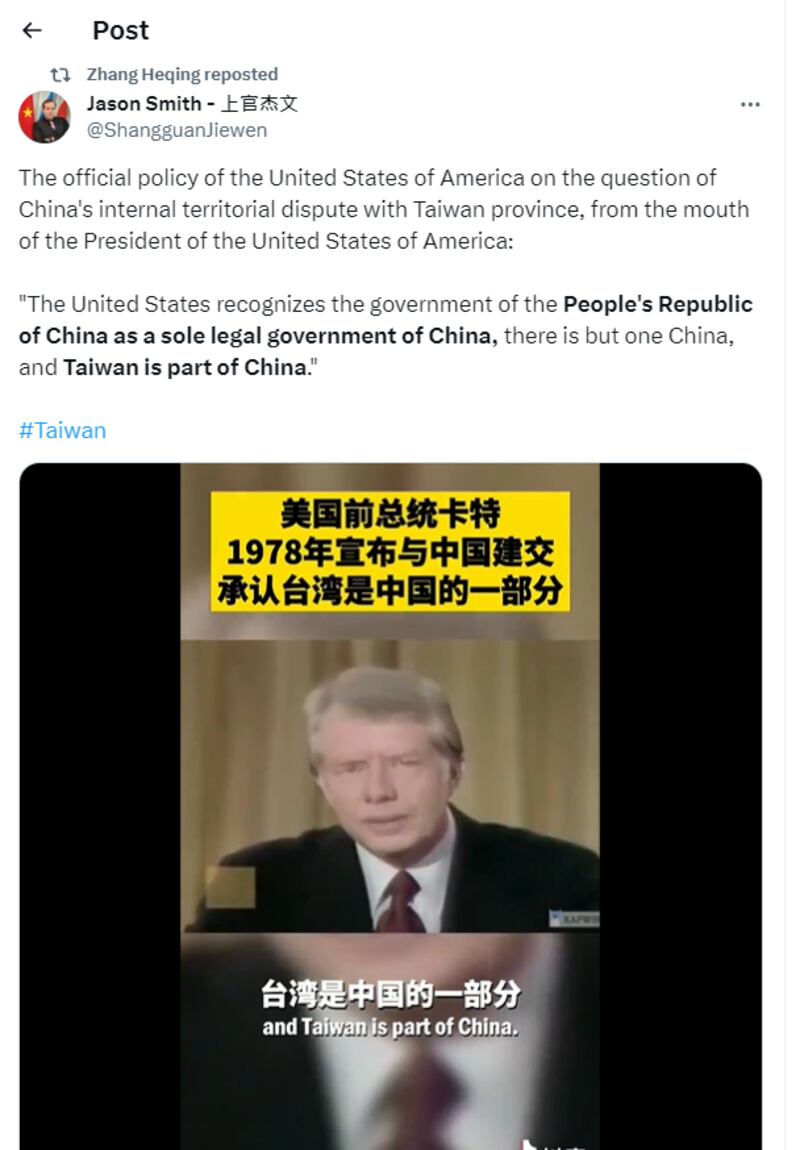 Post
Zhang Heqing reposted
Jason Smith - 上官杰文
@ShangguanJiewen
The official policy of the United States of America on the question of
China's internal territorial dispute with Taiwan province, from the mouth
of the President of the United States of America:
"The United States recognizes the government of the People's Republic
of China as a sole legal government of China, there is but one China,
and Taiwan is part of China."
#Taiwan
美国前总统卡特
1978年宣布与中国建交
承认台湾是中国的一部分
台湾是中国的一部分
and Taiwan is part of China.